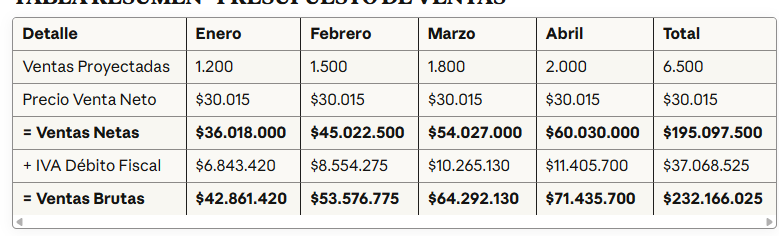 TABLA RESUMEN - PRESUPUESTO DE VENTAS
Detalle Enero Febrero Marzo Abril Total
Ventas Proyectadas 1.200 1.500 1.800 2.000 6.500
Precio Venta Neto $30.015 $30.015 $30.015 $30.015 $30.015
= Ventas Netas $36.018.000 $45.022.500 $54.027.000 $60.030.000 $195.097.500
+ IVA Débito Fiscal $6.843.420 $8.554.275 $10.265.130 $11.405.700 $37.068.525
= Ventas Brutas $42.861.420 $53.576.775 $64.292.130 $71.435.700 $232.166.025